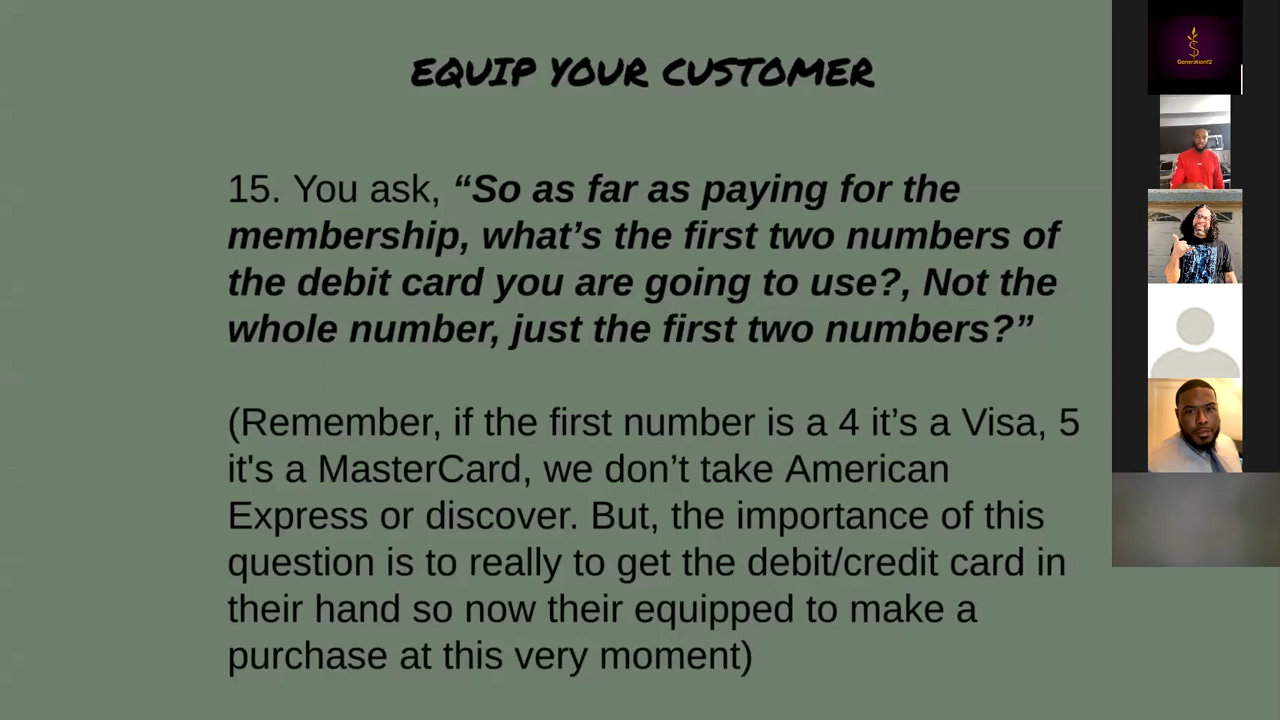 EQUIP YOUR CUSTOMER
15. You ask, “So as far as paying for the
membership, what’s the first two numbers of
the debit card you are going to use?, Not the
whole number, just the first two numbers?”
(Remember, if the first number is a 4 it’s a Visa, 5
it's a MasterCard, we don’t take American
Express or discover. But, the importance of this
question is to really to get the debit/credit card in
their hand so now their equipped to make a
purchase at this very moment)